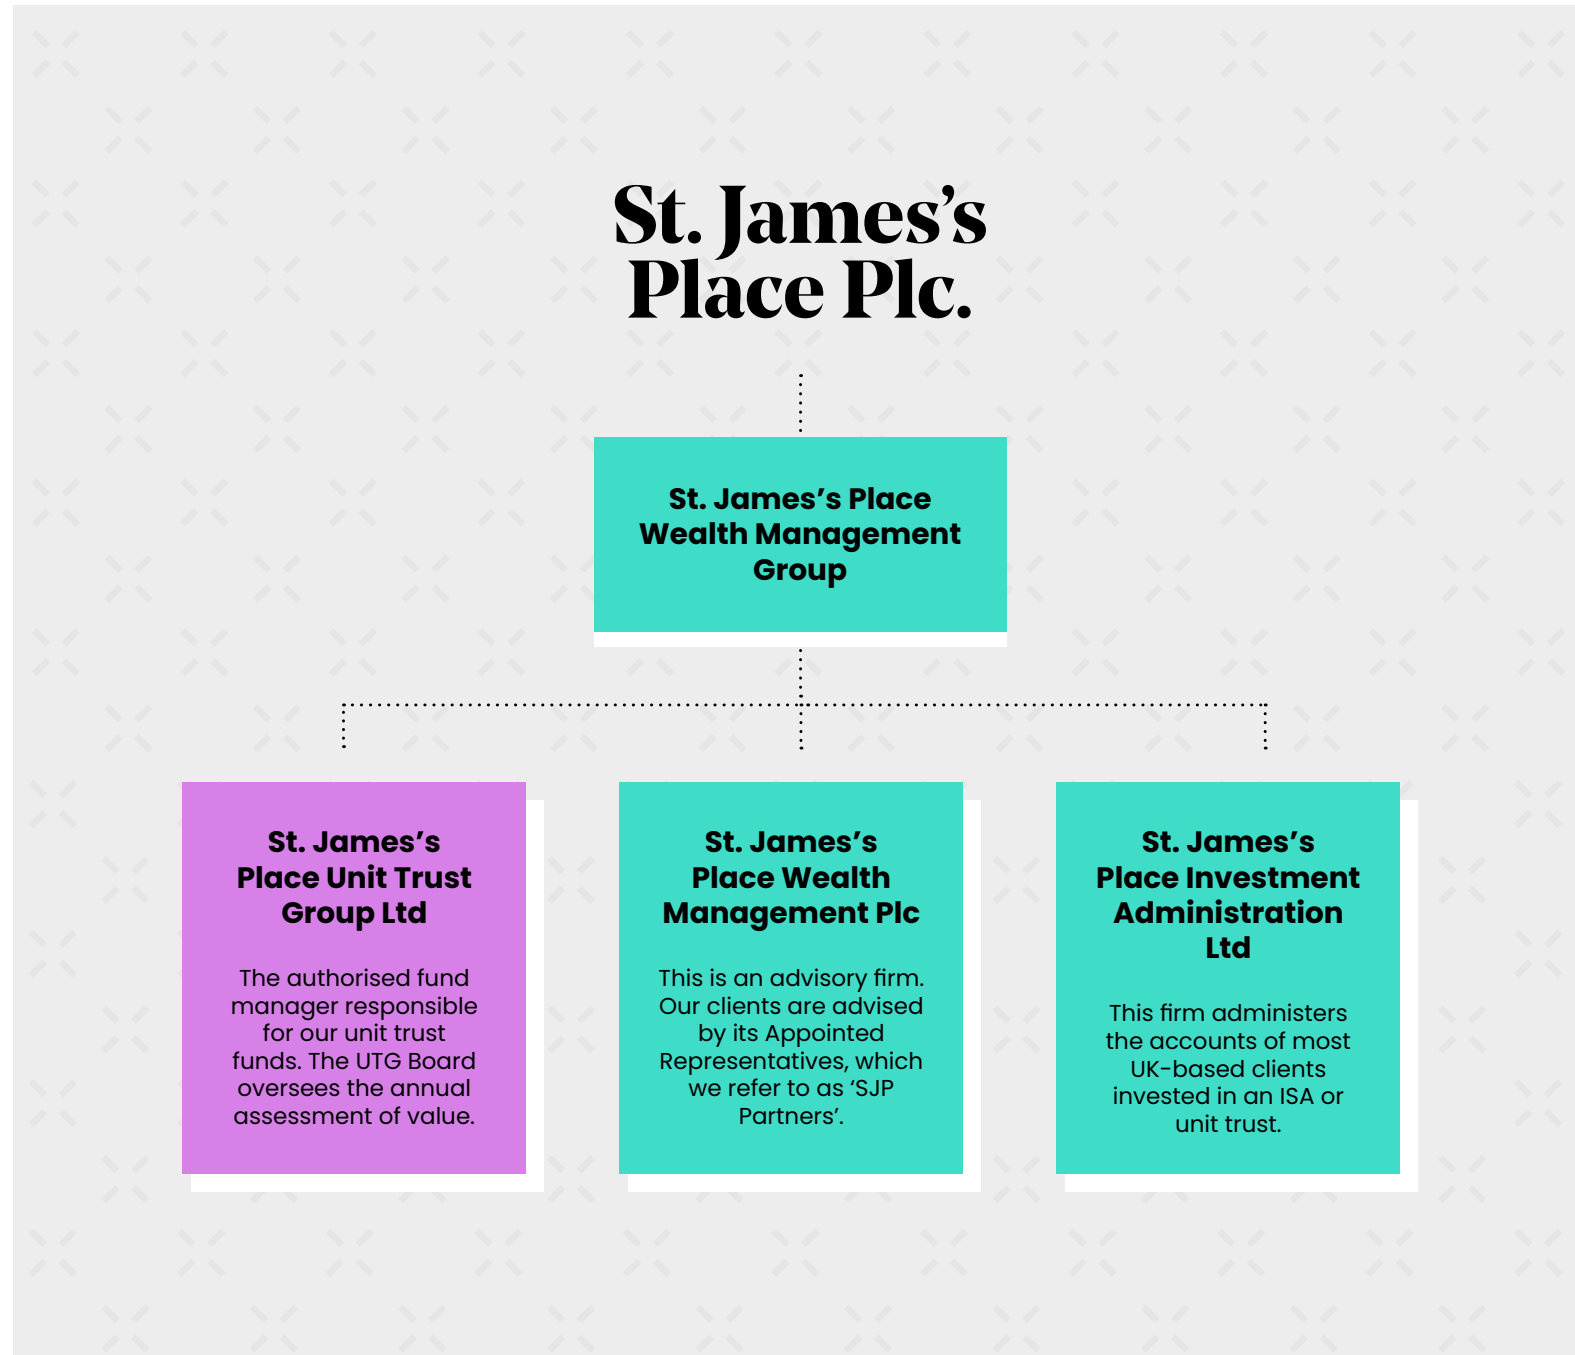 St. James’s
Place Plc.
St. James’s Place
Wealth Management
Group
St. James’s
Place Unit Trust
Group Ltd
The authorised fund
manager responsible
for our unit trust
funds. The UTG Board
oversees the annual
assessment of value.
St. James’s
Place Wealth
Management Plc
This is an advisory firm.
Our clients are advised
by its Appointed
Representatives, which
we refer to as ‘SJP
Partners’.
St. James’s
Place Investment
Administration
Ltd
This firm administers
the accounts of most
UK-based clients
invested in an ISA or
unit trust.